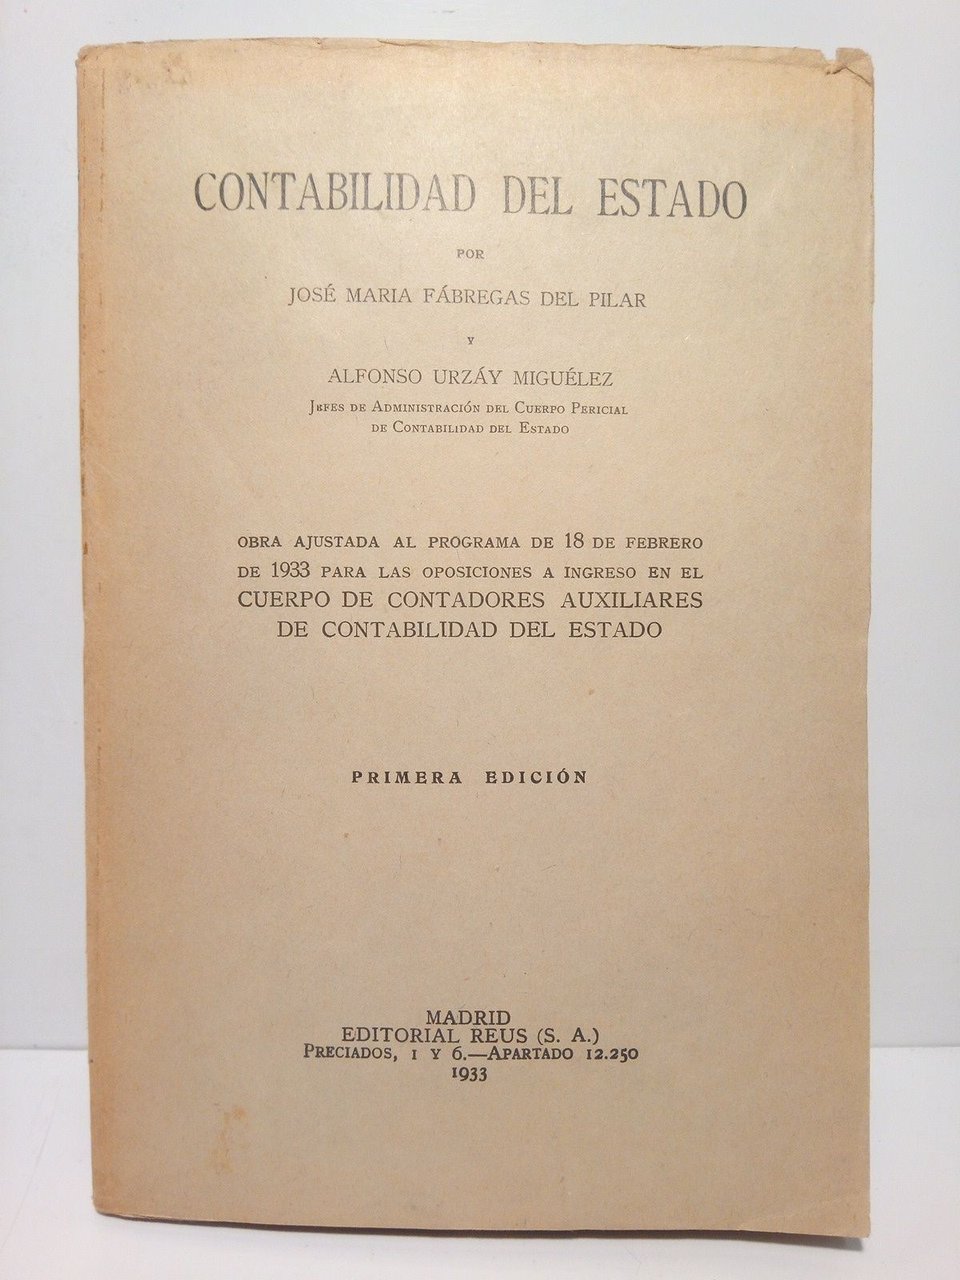 CONTABILIDAD DEL ESTADO
POR
JOSÉ MARIA FÁBREGAS DEL PILAR
Y
ALFONSO URZÁY MIGUÉLEZ
JEFES DE ADMINISTRACIÓN DEL CUERPO PERICIAL
DE CONTABILIDAD DEL ESTADO
OBRA AJUSTADA AL PROGRAMA DE 18 DE FEBRERO
DE 1933 PARA LAS OPOSICIONES A INGRESO EN EL
CUERPO DE CONTADORES AUXILIARES
DE CONTABILIDAD DEL ESTADO
PRIMERA EDICIÓN
MADRID
EDITORIAL REUS (S. A.)
PRECIADOS, 1 Y 6.—APARTADO 12.250
1933